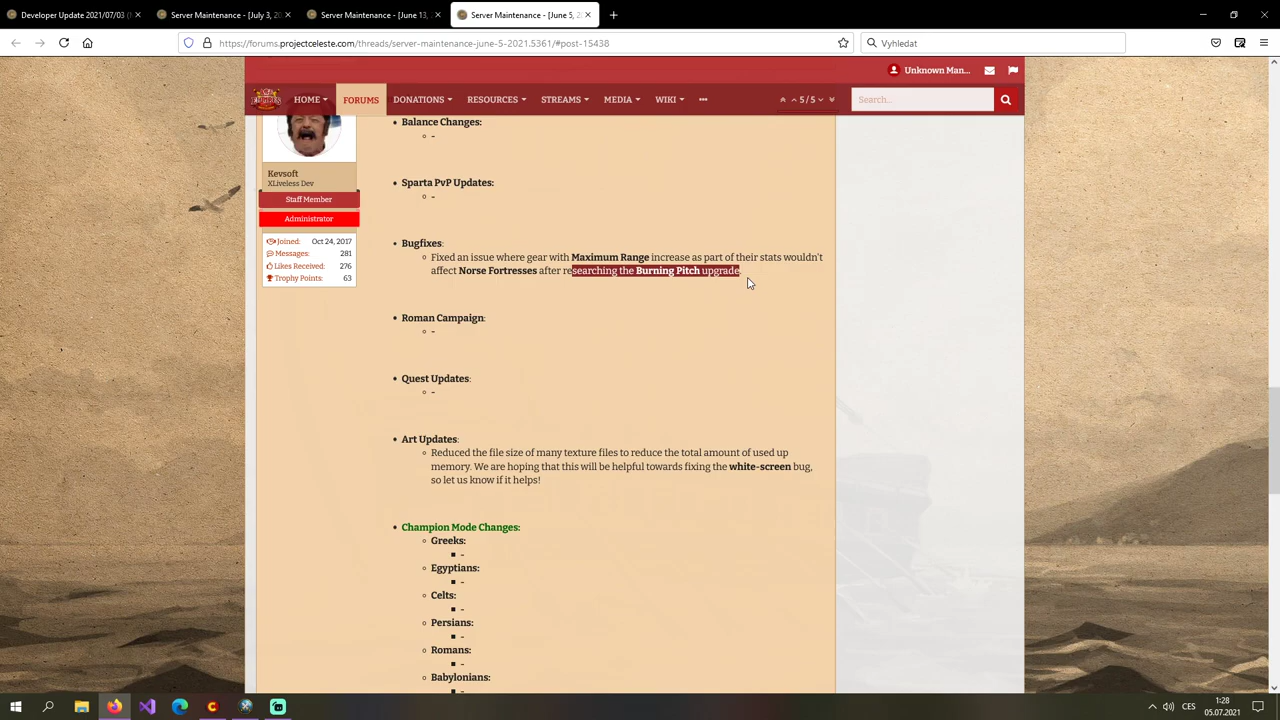 Developer Update 2021/07/03 (
Server Maintenance - [July 3, 20
Server Maintenance - [June 13,
Server Maintenance - [June 5, 2
https://forums.projectceleste.com/threads/server-maintenance-june-5-2021.5361/#post-15438
Vyhledat
Unknown Man...
HOME
FORUMS
DONATIONS
RESOURCES
STREAMS
MEDIA
WIKI
•••
5 / 5
Search...
Kevsoft
XLiveless Dev
Staff Member
Administrator
Joined: Oct 24, 2017
Messages: 281
Likes Received: 276
Trophy Points: 63
• Balance Changes:
○ -
• Sparta PvP Updates:
○ -
• Bugfixes:
○ Fixed an issue where gear with Maximum Range increase as part of their stats wouldn't
affect Norse Fortresses after researching the Burning Pitch upgrade
• Roman Campaign:
○ -
• Quest Updates:
○ -
• Art Updates:
○ Reduced the file size of many texture files to reduce the total amount of used up
memory. We are hoping that this will be helpful towards fixing the white-screen bug,
so let us know if it helps!
• Champion Mode Changes:
○ Greeks:
■ -
○ Egyptians:
■ -
○ Celts:
■ -
○ Persians:
■ -
○ Romans:
■ -
○ Babylonians:
■ -
1:28
05.07.2021